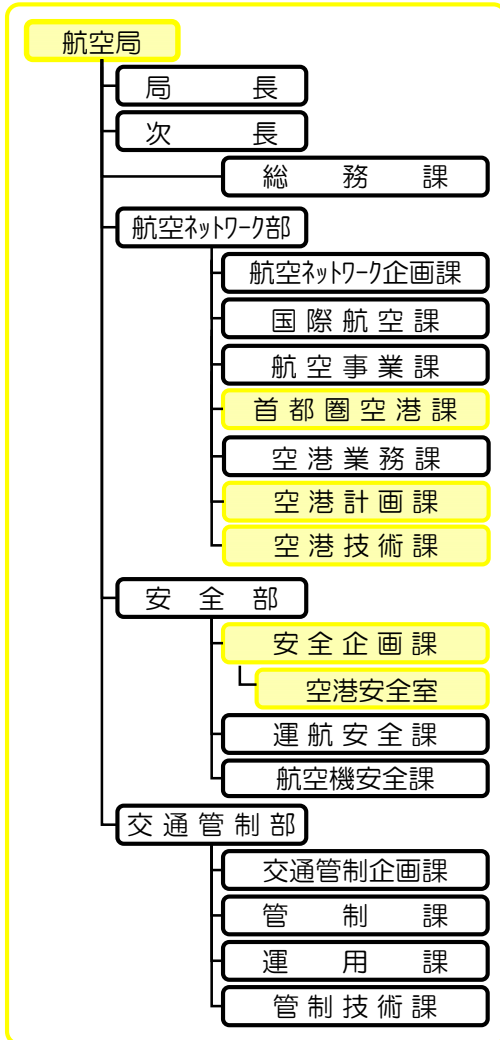 航空局
局長
次長
総務課
航空ﾈｯﾄﾜｰｸ部
航空ﾈｯﾄﾜｰｸ企画課
国際航空課
航空事業課
首都圏空港課
空港業務課
空港計画課
空港技術課
安全部
安全企画課
空港安全室
運航安全課
航空機安全課
交通管制部
交通管制企画課
管制課
運用課
管制技術課